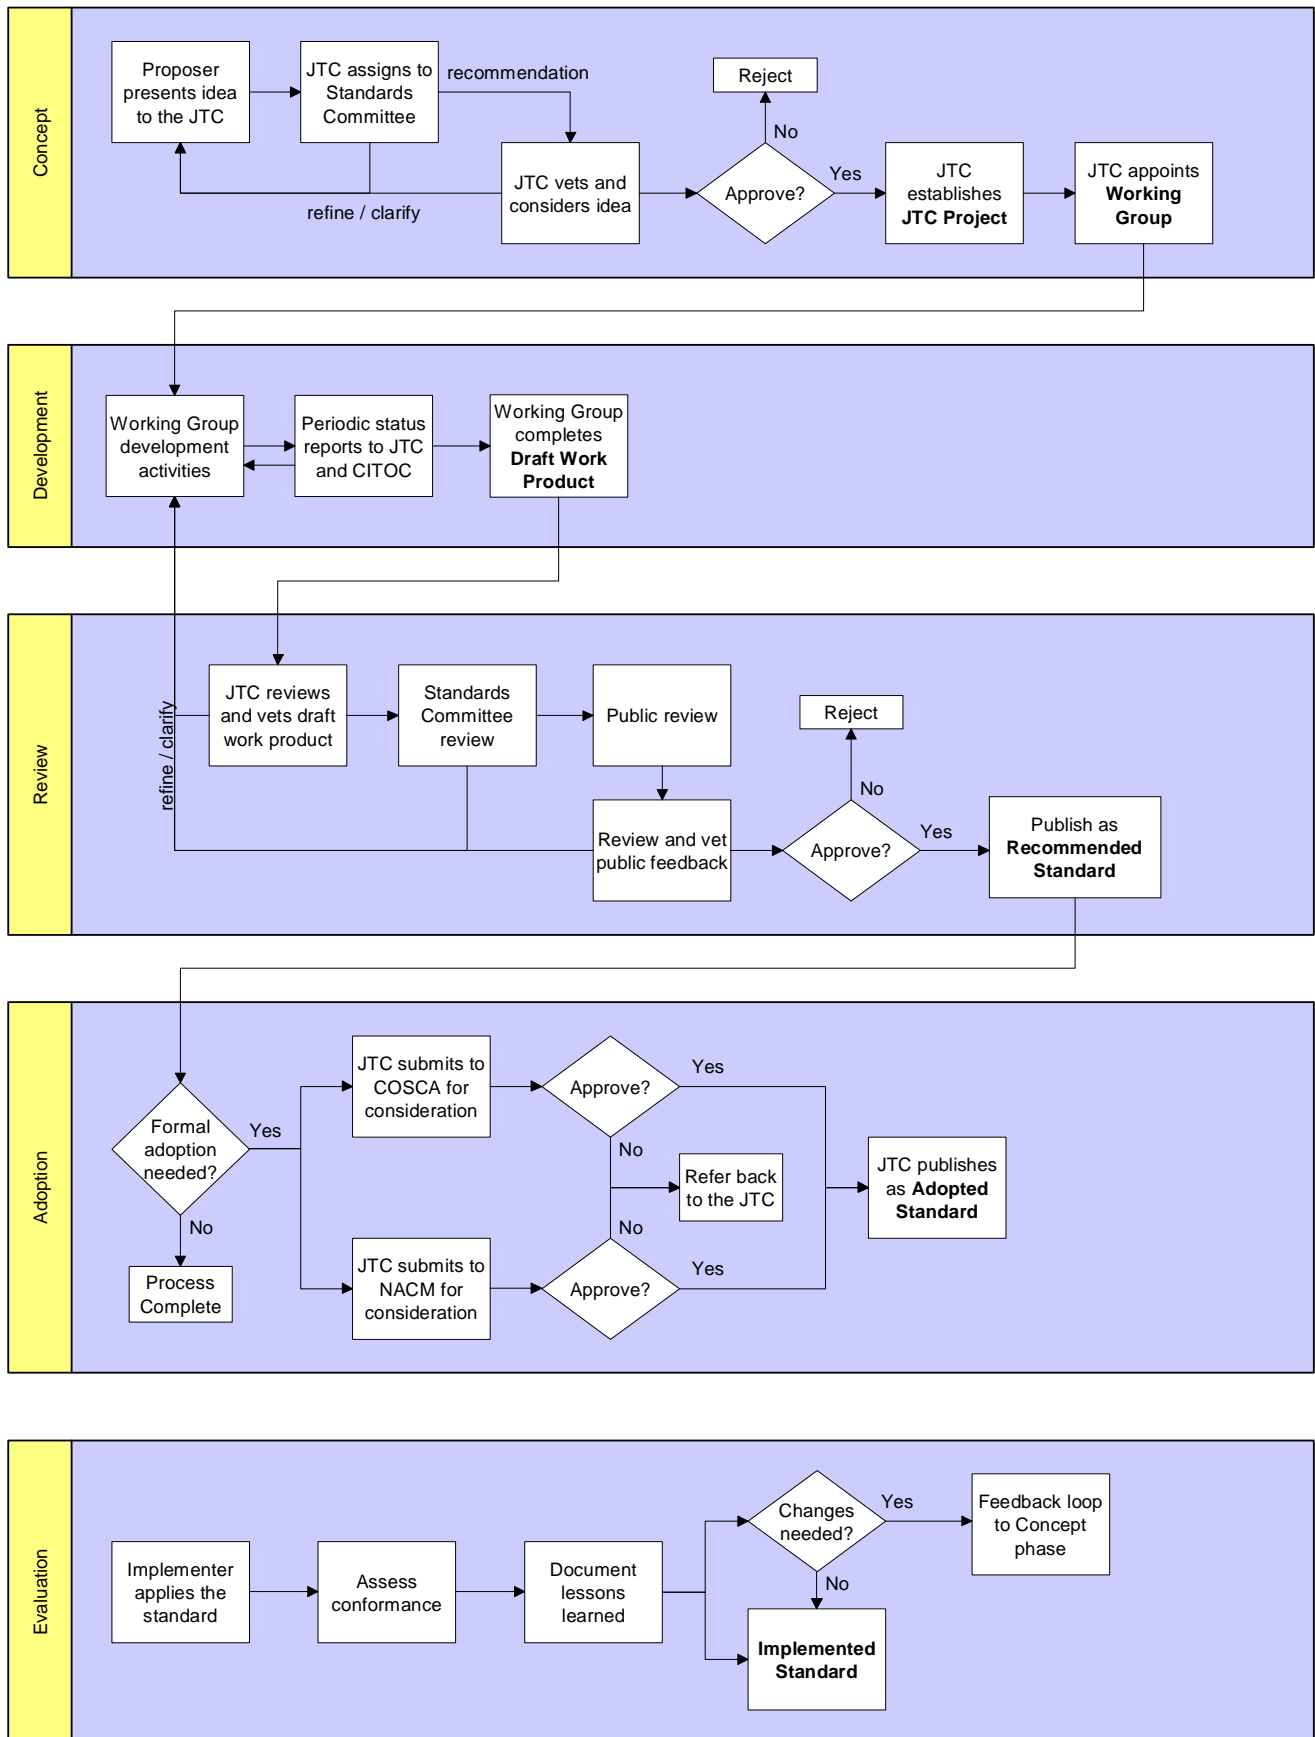 Concept
Proposer
presents idea
to the JTC
JTC assigns to
Standards
Committee
recommendation
refine / clarify
JTC vets and
considers idea
Reject
No
Approve?
Yes
JTC
establishes
JTC Project
JTC appoints
Working
Group
Development
Working Group
development
activities
Periodic status
reports to JTC
and CITOC
Working Group
completes
Draft Work
Product
Review
refine / clarify
JTC reviews
and vets draft
work product
Standards
Committee
review
Public review
Review and vet
public feedback
Reject
No
Approve?
Yes
Publish as
Recommended
Standard
Adoption
Formal
adoption
needed?
Yes
No
Process
Complete
JTC submits to
COSCA for
consideration
Approve?
Yes
No
Refer back
to the JTC
No
JTC submits to
NACM for
consideration
Approve?
Yes
JTC publishes
as Adopted
Standard
Evaluation
Implementer
applies the
standard
Assess
conformance
Document
lessons
learned
Changes
needed?
Yes
No
Feedback loop
to Concept
phase
Implemented
Standard